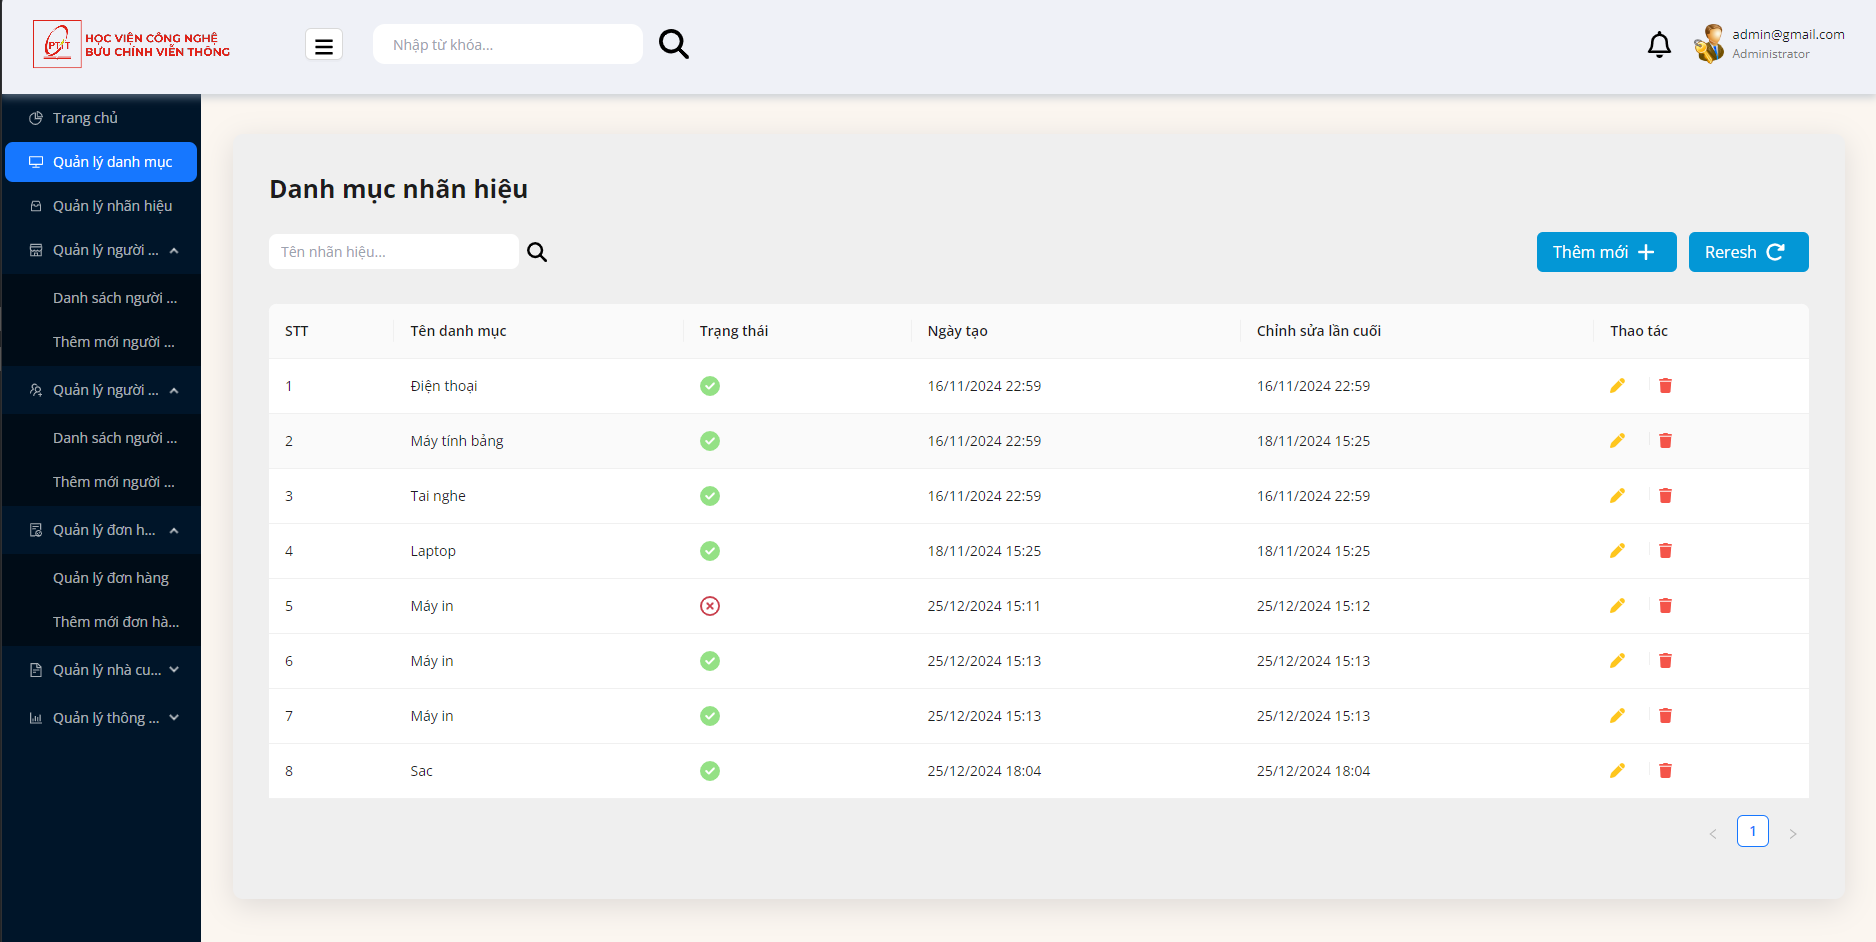 PTIT
HỌC VIỆN CÔNG NGHỆ
BƯU CHÍNH VIỄN THÔNG
Nhập từ khóa...
admin@gmail.com
Administrator
Trang chủ
Quản lý danh mục
Quản lý nhãn hiệu
Quản lý người ...
Danh sách người ...
Thêm mới người ...
Quản lý người ...
Danh sách người ...
Thêm mới người ...
Quản lý đơn h...
Quản lý đơn hàng
Thêm mới đơn hà...
Quản lý nhà cu...
Quản lý thông ...
Danh mục nhãn hiệu
Tên nhãn hiệu...
Thêm mới
Reresh
STT Tên danh mục Trạng thái Ngày tạo Chỉnh sửa lần cuối Thao tác
1 Điện thoại 16/11/2024 22:59 16/11/2024 22:59
2 Máy tính bảng 16/11/2024 22:59 18/11/2024 15:25
3 Tai nghe 16/11/2024 22:59 16/11/2024 22:59
4 Laptop 18/11/2024 15:25 18/11/2024 15:25
5 Máy in 25/12/2024 15:11 25/12/2024 15:12
6 Máy in 25/12/2024 15:13 25/12/2024 15:13
7 Máy in 25/12/2024 15:13 25/12/2024 15:13
8 Sac 25/12/2024 18:04 25/12/2024 18:04
1